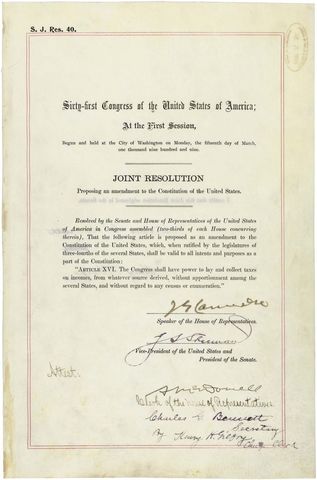 S. J. Res. 40.
Sixty-first Congress of the United States of America;
At the First Session,
Begun and held at the City of Washington on Monday, the fifteenth day of March,
one thousand nine hundred and nine.
JOINT RESOLUTION
Proposing an amendment to the Constitution of the United States.
Resolved by the Senate and House of Representatives of the United States
of America in Congress assembled (two-thirds of each House concurring
therein), That the following article is proposed as an amendment to the
Constitution of the United States, which, when ratified by the legislatures of
three-fourths of the several States, shall be valid to all intents and purposes as a
part of the Constitution:
"ARTICLE XVI. The Congress shall have power to lay and collect taxes
on incomes, from whatever source derived, without apportionment among the
several States, and without regard to any census or enumeration."
J G Cannon
Speaker of the House of Representatives.
J. S. Sherman
Vice-President of the United States and
President of the Senate.
Attest.
A McDowell
Clerk of the House of Representatives.
Charles G. Bennett
Secretary
By Henry H. Gilfry
Chief Clerk